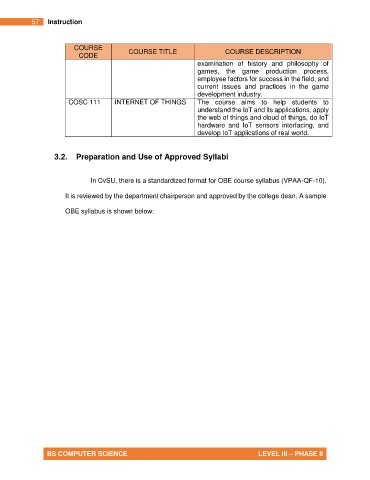 57 Instruction
COURSE CODE COURSE TITLE COURSE DESCRIPTION
examination of history and philosophy of
games, the game production process,
employee factors for success in the field, and
current issues and practices in the game
development industry.
COSC 111 INTERNET OF THINGS The course aims to help students to
understand the IoT and its applications, apply
the web of things and cloud of things, do IoT
hardware and IoT sensors interfacing, and
develop IoT applications of real world.
3.2. Preparation and Use of Approved Syllabi
In CvSU, there is a standardized format for OBE course syllabus (VPAA-QF-10).
It is reviewed by the department chairperson and approved by the college dean. A sample
OBE syllabus is shown below:
BS COMPUTER SCIENCE LEVEL III – PHASE II